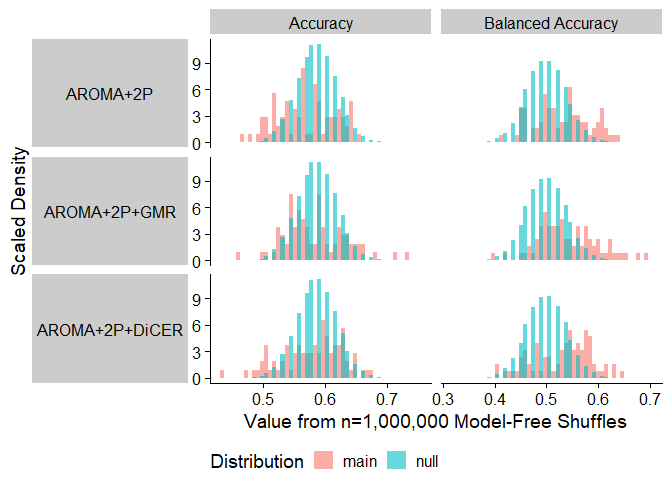 Accuracy
Balanced Accuracy
AROMA+2P
9
6
3
0
AROMA+2P+GMR
9
6
3
0
AROMA+2P+DiCER
9
6
3
0
Scaled Density
0.5 0.6 0.7
0.3 0.4 0.5 0.6 0.7
Value from n=1,000,000 Model-Free Shuffles
Distribution main null